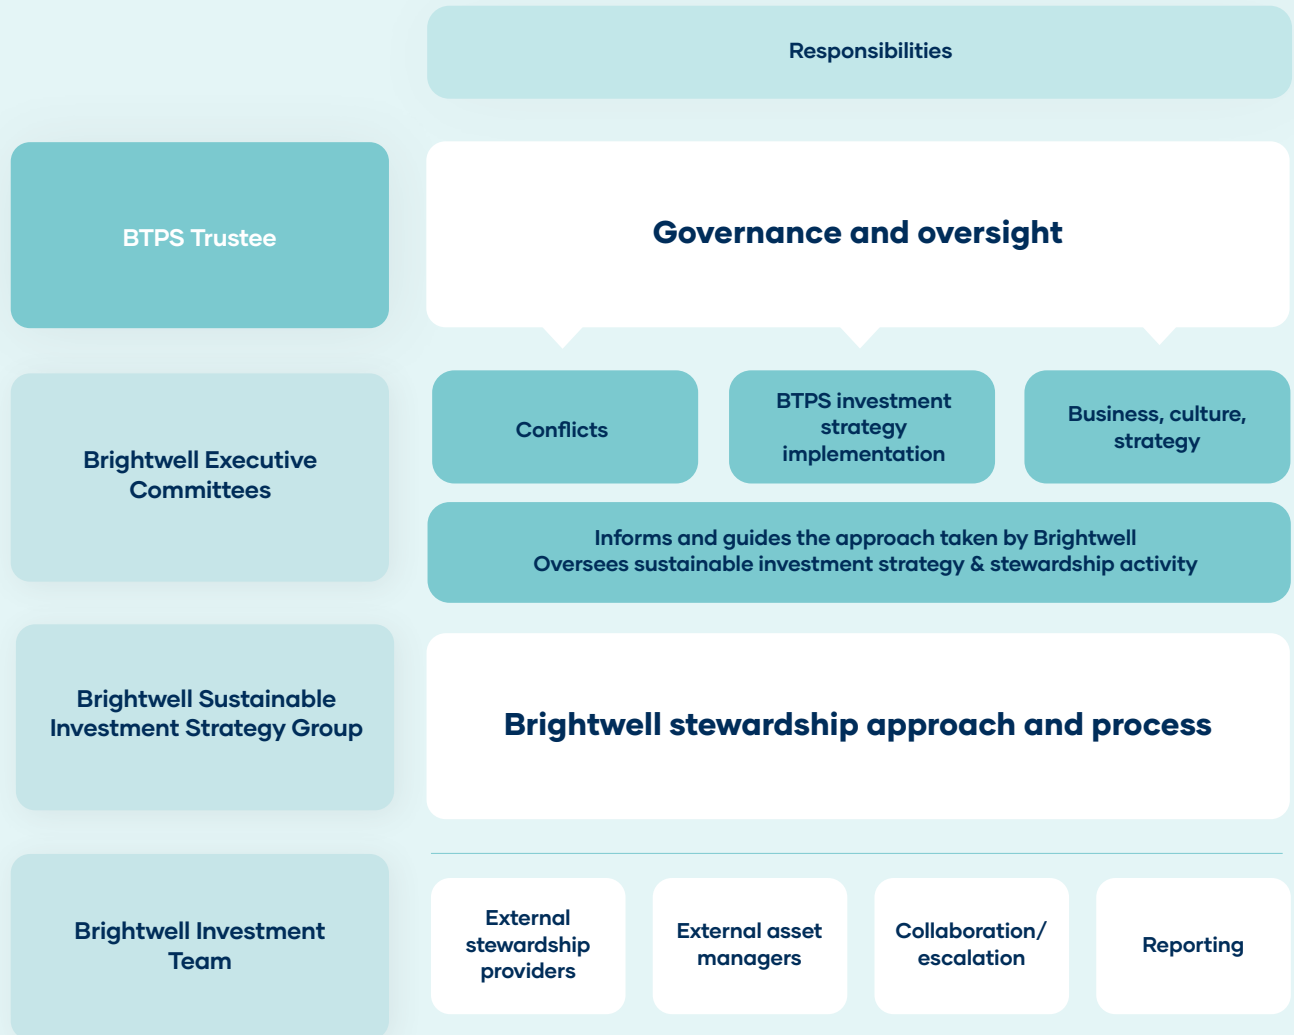 Responsibilities
BTPS Trustee
Governance and oversight
Brightwell Executive
Committees
Conflicts
BTPS investment
strategy
implementation
Business, culture,
strategy
Informs and guides the approach taken by Brightwell
Oversees sustainable investment strategy & stewardship activity
Brightwell Sustainable
Investment Strategy Group
Brightwell stewardship approach and process
Brightwell Investment
Team
External
stewardship
providers
External asset
managers
Collaboration/
escalation
Reporting